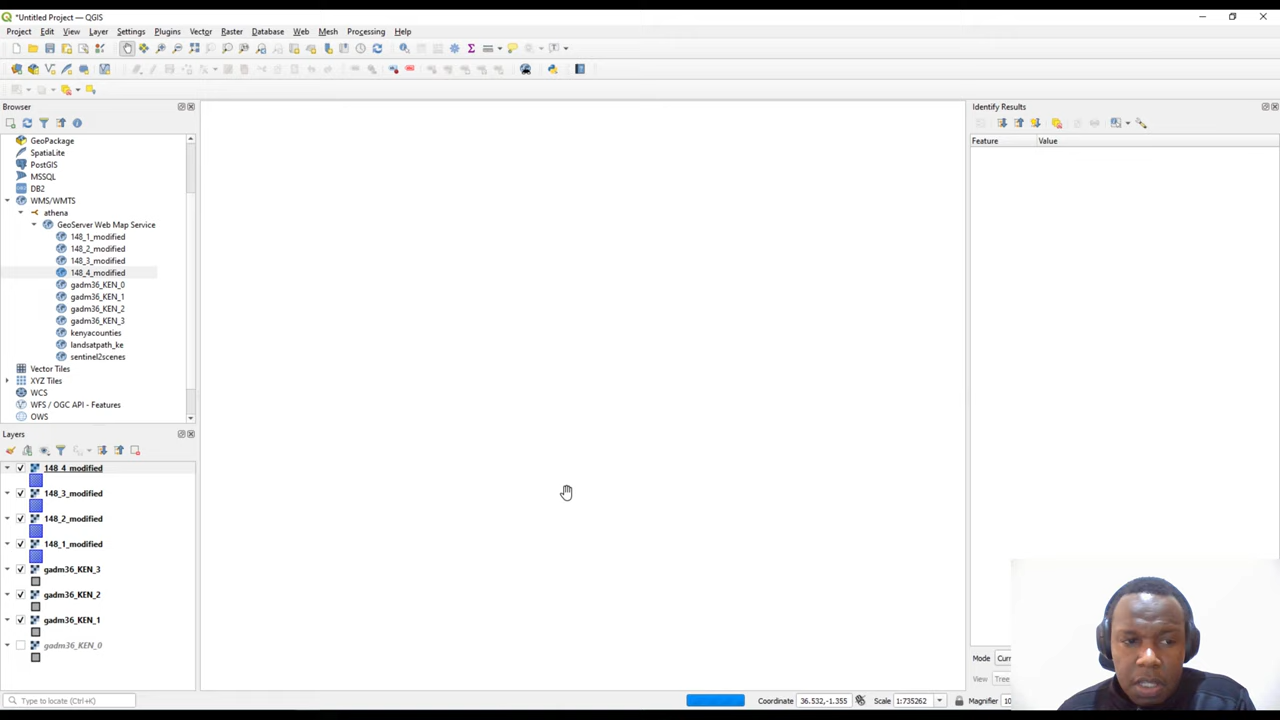 *Untitled Project — QGIS
Project Edit View Layer Settings Plugins Vector Raster Database Web Mesh Processing Help
Browser
GeoPackage
SpatiaLite
PostGIS
MSSQL
DB2
WMS/WMTS
athena
GeoServer Web Map Service
148_1_modified
148_2_modified
148_3_modified
148_4_modified
gadm36_KEN_0
gadm36_KEN_1
gadm36_KEN_2
gadm36_KEN_3
kenyacounties
landsatpath_ke
sentinel2scenes
Vector Tiles
XYZ Tiles
WCS
WFS / OGC API - Features
OWS
Layers
148_4_modified
148_3_modified
148_2_modified
148_1_modified
gadm36_KEN_3
gadm36_KEN_2
gadm36_KEN_1
gadm36_KEN_0
Identify Results
Feature Value
Mode Curr
View Tree
Type to locate (Ctrl+K)
Coordinate 36.532,-1.355 Scale 1:735262 Magnifier 10